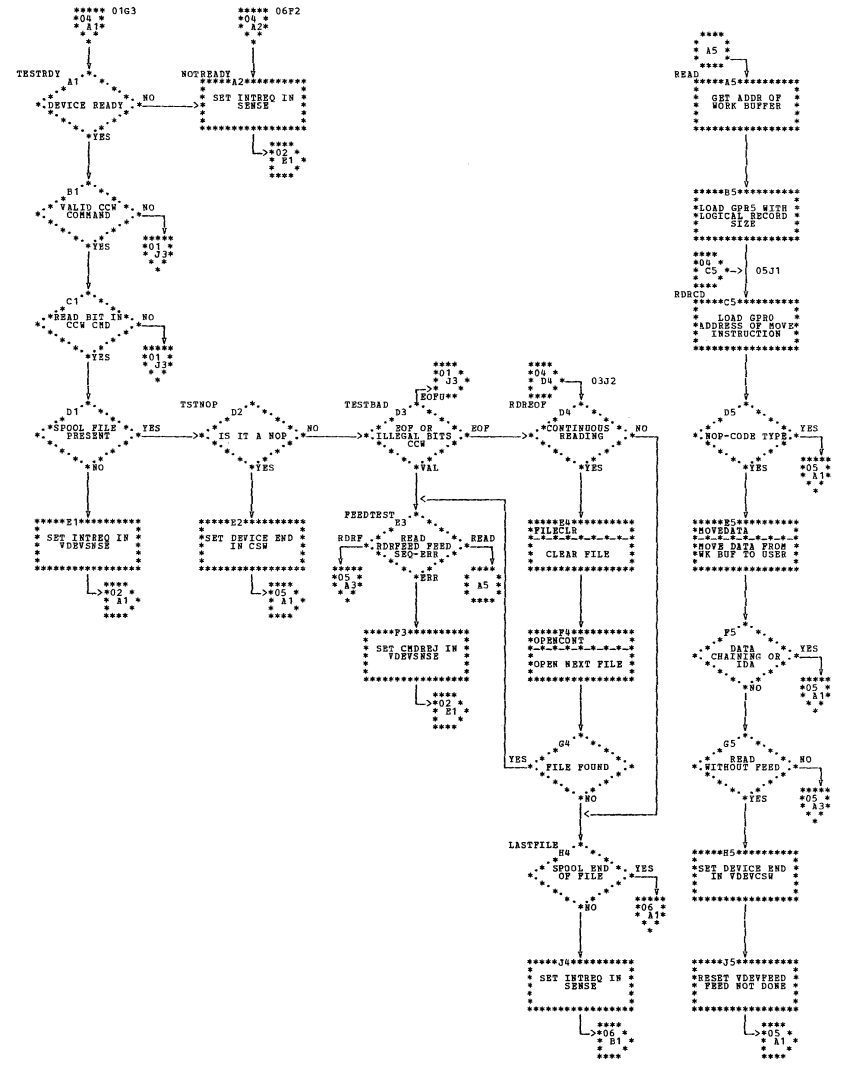 01G3
*04
A1*
06F2
*04
A2*
A5
TESTRDY
A1
DEVICE READY
NO
YES
NOTREADY
A2
SET INTREQ IN
SENSE
*02
E1
READ
A5
GET ADDR OF
WORK BUFFER
B1
VALID CCW
COMMAND
NO
YES
*01
J3*
B5
LOAD GPR5 WITH
LOGICAL RECORD
SIZE
*04
C5
05J1
C1
READ BIT IN
CCW CMD
NO
YES
*01
J3*
RDRCD
C5
LOAD GPR0
ADDRESS OF MOVE
INSTRUCTION
D1
SPOOL FILE
PRESENT
YES
NO
TSTNOP
D2
IS IT A NOP
NO
YES
*01
J3
EOFU**
TESTBAD
D3
EOF OR
ILLEGAL BITS
CCW
EOF
VAL
*04
D4
03J2
RDREOF
D4
CONTINUOUS
READING
NO
YES
D5
NOP-CODE TYPE
YES
YES
*05
A1*
E1
SET INTREQ IN
VDEVSNSE
*02
A1
E2
SET DEVICE END
IN CSW
*05
A1
FEEDTEST
E3
READ
RDRFEED FEED
SEQ-ERR
RDRF
READ
ERR
*05
A3*
A5
E4
FILECLR
CLEAR FILE
E5
MOVEDATA
MOVE DATA FROM
WK BUF TO USER
F3
SET CMDREJ IN
VDEVSNSE
*02
E1
F4
OPENCONT
OPEN NEXT FILE
F5
DATA
CHAINING OR
IDA
YES
NO
*05
A1*
G4
FILE FOUND
YES
NO
G5
READ
WITHOUT FEED
NO
YES
*05
A3*
LASTFILE
H4
SPOOL END
OF FILE
YES
NO
*06
A1*
H5
SET DEVICE END
IN VDEVCSW
J4
SET INTREQ IN
SENSE
*06
B1
J5
RESET VDEVFEED
FEED NOT DONE
*05
A1